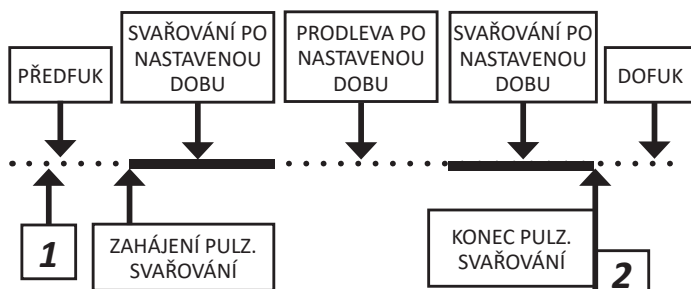 PŘEDFUK
SVAŘOVÁNÍ PO
NASTAVENOU
DOBU
PRODLEVA PO
NASTAVENOU
DOBU
SVAŘOVÁNÍ PO
NASTAVENOU
DOBU
DOFUK
1
ZAHÁJENÍ PULZ.
SVAŘOVÁNÍ
KONEC PULZ.
SVAŘOVÁNÍ
2